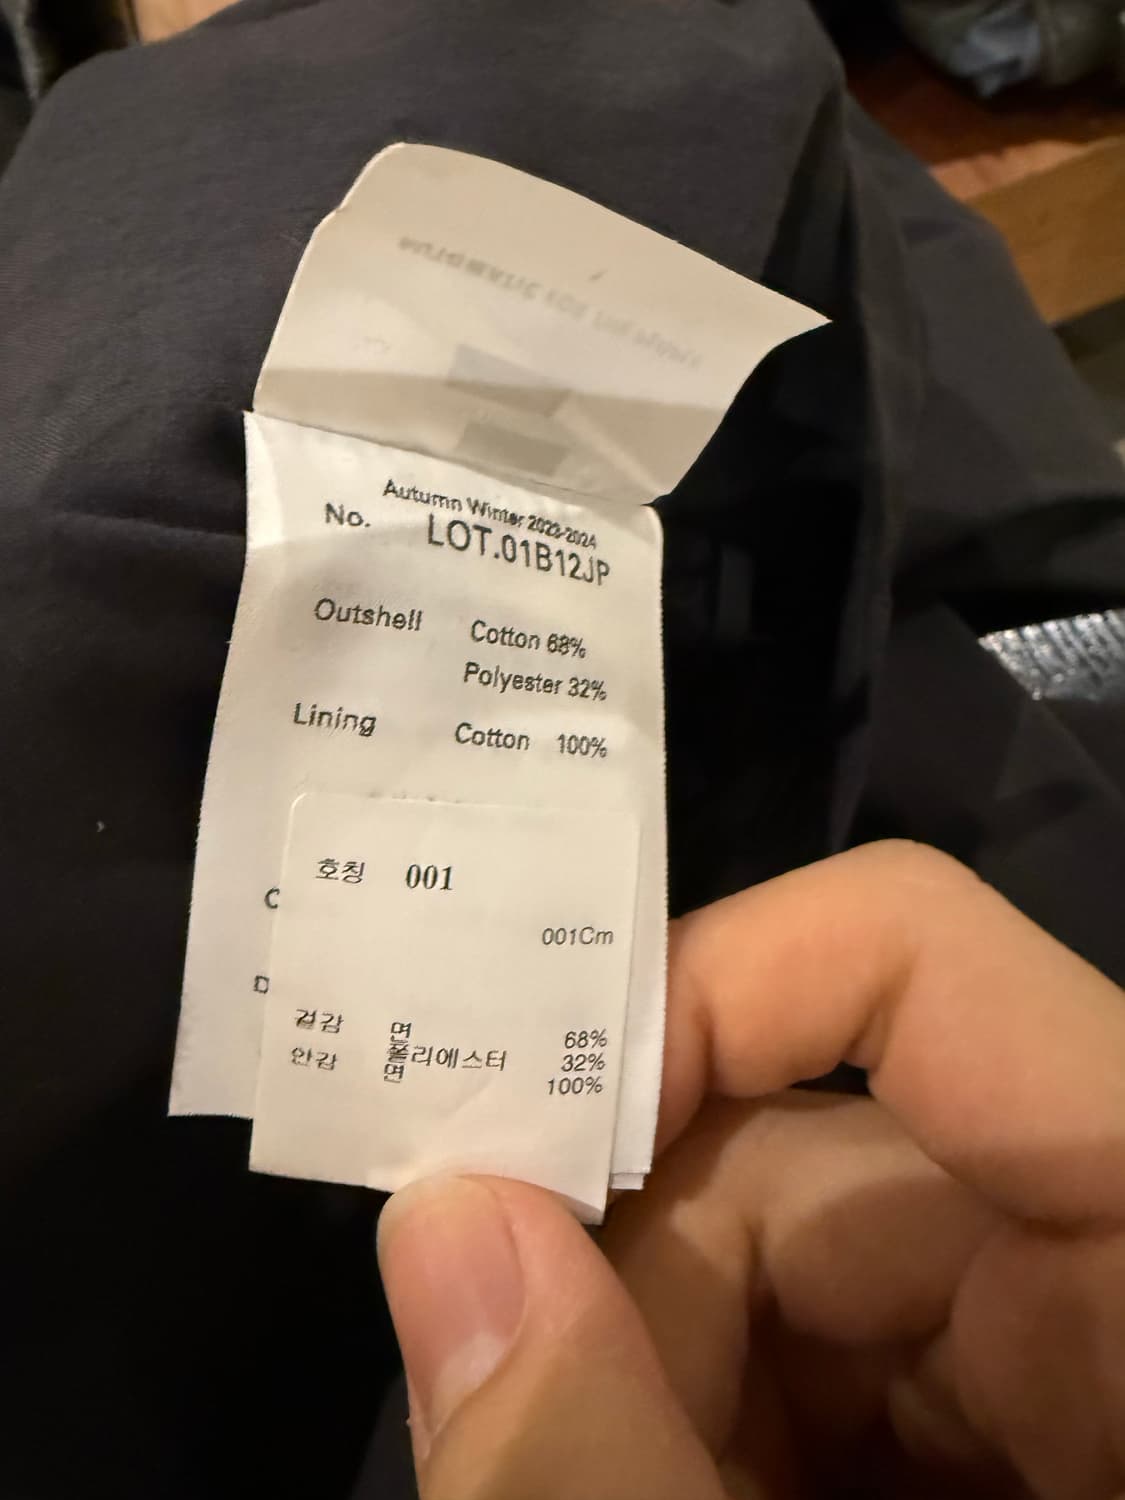 Autumn Winter 2023-2024
No. LOT.01B12JP
Outshell Cotton 68%
Polyester 32%
Lining Cotton 100%
호칭 001
001Cm
겉감 면 68%
폴리에스터 32%
안감 면 100%